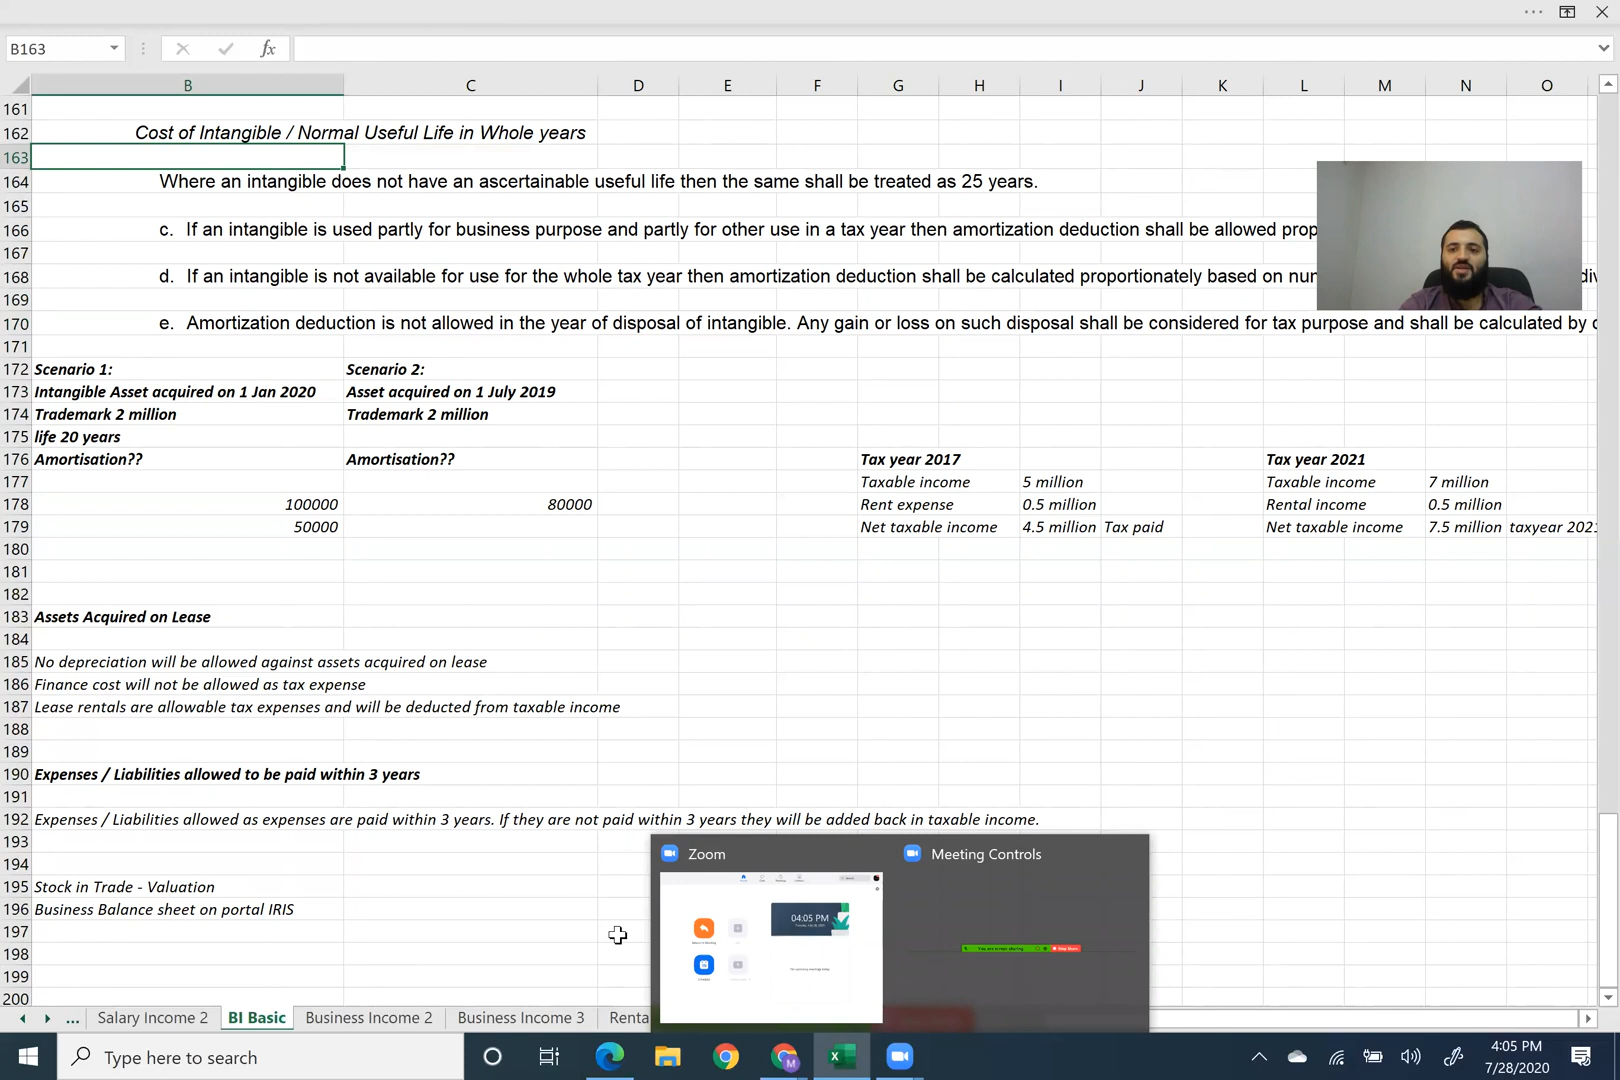 B163
fx
B C D E F G H I J K L M N O
161
162 Cost of Intangible / Normal Useful Life in Whole years
163
164 Where an intangible does not have an ascertainable useful life then the same shall be treated as 25 years.
165
166 c. If an intangible is used partly for business purpose and partly for other use in a tax year then amortization deduction shall be allowed prop
167
168 d. If an intangible is not available for use for the whole tax year then amortization deduction shall be calculated proportionately based on nur
169
170 e. Amortization deduction is not allowed in the year of disposal of intangible. Any gain or loss on such disposal shall be considered for tax purpose and shall be calculated by
171
172 Scenario 1: Scenario 2:
173 Intangible Asset acquired on 1 Jan 2020 Asset acquired on 1 July 2019
174 Trademark 2 million Trademark 2 million
175 life 20 years
176 Amortisation?? Amortisation?? Tax year 2017 Tax year 2021
177 Taxable income 5 million Taxable income 7 million
178 100000 80000 Rent expense 0.5 million Rental income 0.5 million
179 50000 Net taxable income 4.5 million Tax paid Net taxable income 7.5 million taxyear 2021
180
181
182
183 Assets Acquired on Lease
184
185 No depreciation will be allowed against assets acquired on lease
186 Finance cost will not be allowed as tax expense
187 Lease rentals are allowable tax expenses and will be deducted from taxable income
188
189
190 Expenses / Liabilities allowed to be paid within 3 years
191
192 Expenses / Liabilities allowed as expenses are paid within 3 years. If they are not paid within 3 years they will be added back in taxable income.
193
194
195 Stock in Trade - Valuation
196 Business Balance sheet on portal IRIS
197
198
199
200
Zoom Meeting Controls
04:05 PM
You are screen sharing Stop Share
... Salary Income 2 BI Basic Business Income 2 Business Income 3 Renta
Type here to search
4:05 PM
7/28/2020